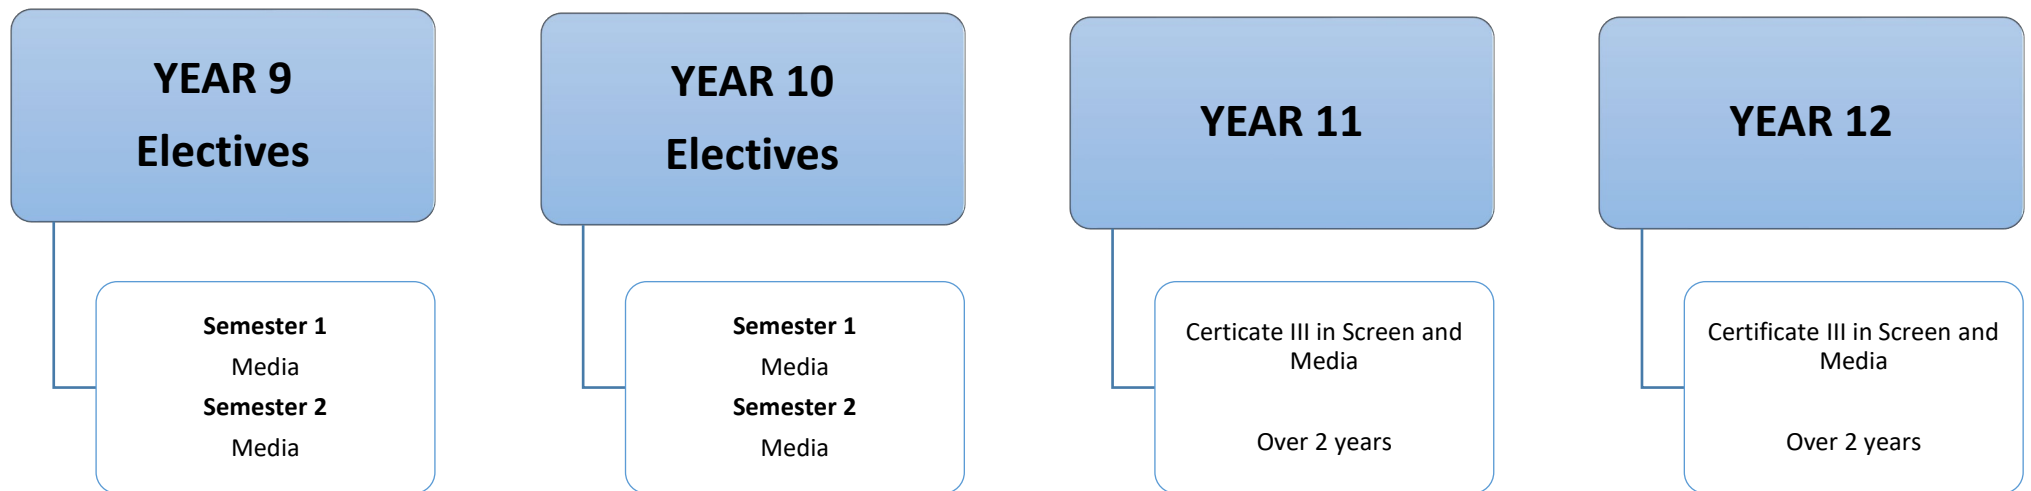 YEAR 9
Electives
Semester 1
Media
Semester 2
Media
YEAR 10
Electives
Semester 1
Media
Semester 2
Media
YEAR 11
Certicate III in Screen and
Media
Over 2 years
YEAR 12
Certificate III in Screen and
Media
Over 2 years